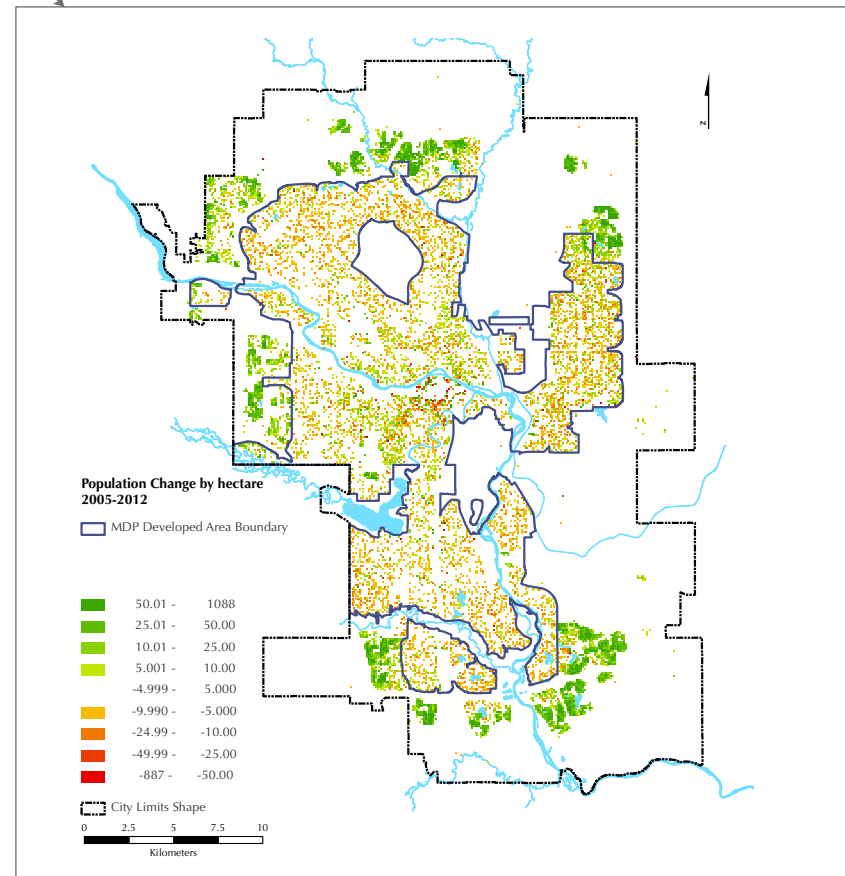 N
Population Change by hectare
2005-2012
MDP Developed Area Boundary
50.01 - 1088
25.01 - 50.00
10.01 - 25.00
5.001 - 10.00
-4.999 - 5.000
-9.990 - -5.000
-24.99 - -10.00
-49.99 - -25.00
-887 - -50.00
City Limits Shape
0 2.5 5 7.5 10
Kilometers